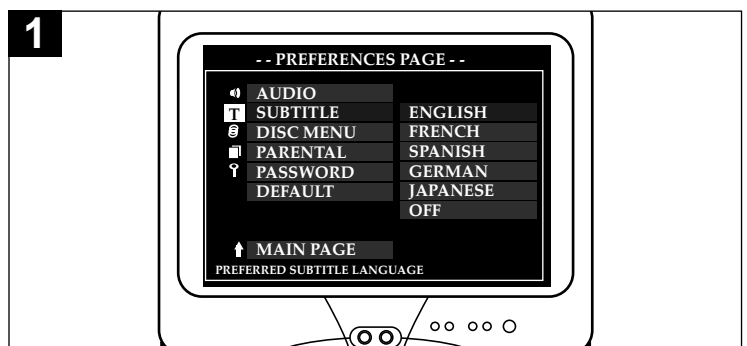 1
- - PREFERENCES PAGE - -
AUDIO
T SUBTITLE ENGLISH
DISC MENU FRENCH
PARENTAL SPANISH
PASSWORD GERMAN
DEFAULT JAPANESE
OFF
MAIN PAGE
PREFERRED SUBTITLE LANGUAGE